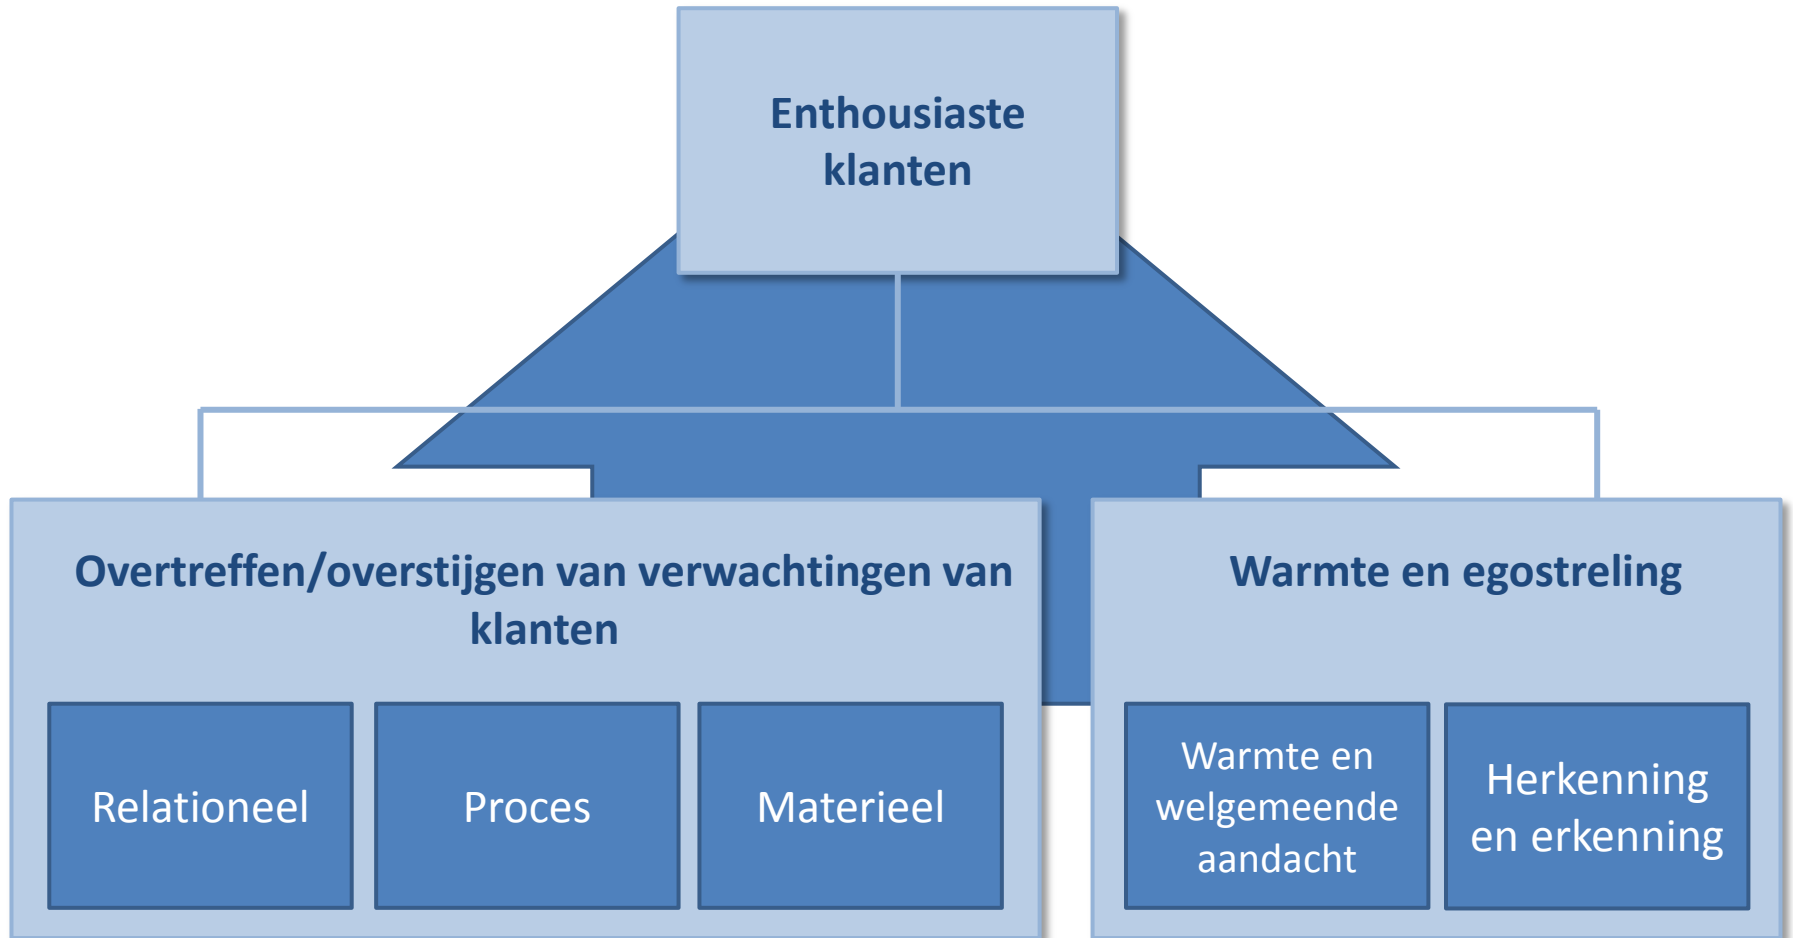 Enthousiaste
klanten
Overtreffen/overstijgen van verwachtingen van
klanten
Relationeel
Proces
Materieel
Warmte en egostreling
Warmte en
welgemeende
aandacht
Herkenning
en erkenning